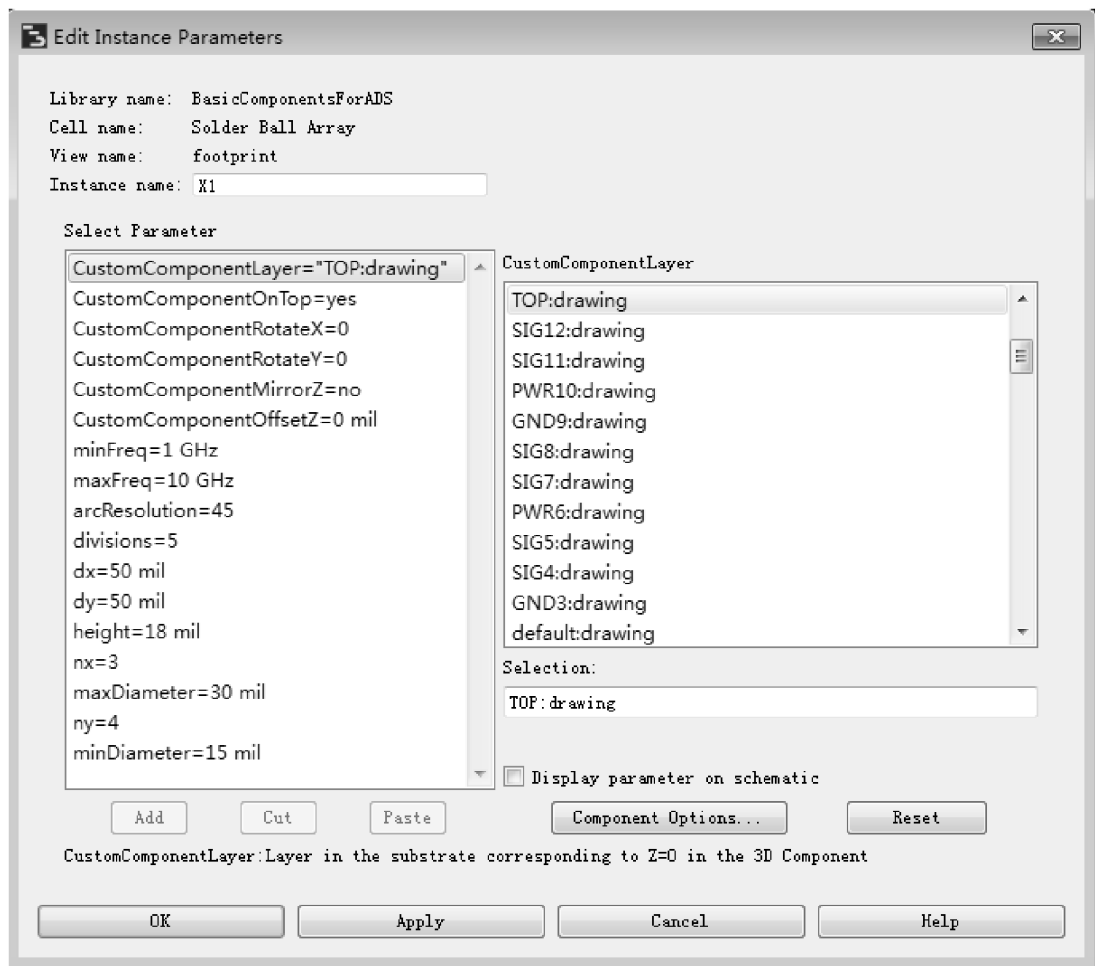 Edit Instance Parameters
Library name: BasicComponentsForADS
Cell name: Solder Ball Array
View name: footprint
Instance name: X1
Select Parameter
CustomComponentLayer="TOP:drawing"
CustomComponentOnTop=yes
CustomComponentRotateX=0
CustomComponentRotateY=0
CustomComponentMirrorZ=no
CustomComponentOffsetZ=0 mil
minFreq=1 GHz
maxFreq=10 GHz
arcResolution=45
divisions=5
dx=50 mil
dy=50 mil
height=18 mil
nx=3
maxDiameter=30 mil
ny=4
minDiameter=15 mil
Add Cut Paste
CustomComponentLayer
TOP:drawing
SIG12:drawing
SIG11:drawing
PWR10:drawing
GND9:drawing
SIG8:drawing
SIG7:drawing
PWR6:drawing
SIG5:drawing
SIG4:drawing
GND3:drawing
default:drawing
Selection:
TOP:drawing
Display parameter on schematic
Component Options... Reset
CustomComponentLayer:Layer in the substrate corresponding to Z=0 in the 3D Component
OK Apply Cancel Help